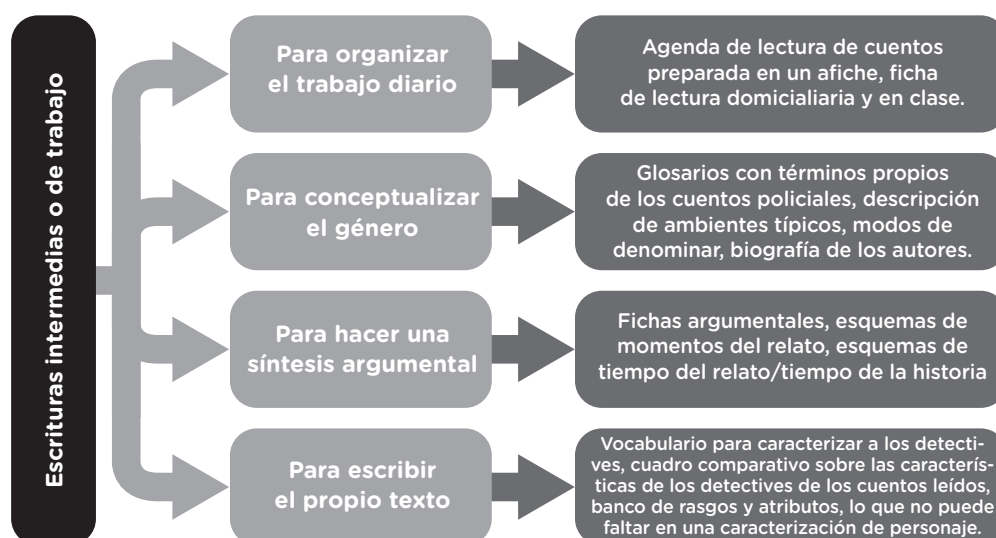 Escrituras intermedias o de trabajo
Para organizar
el trabajo diario
Agenda de lectura de cuentos
preparada en un afiche, ficha
de lectura domicialiaria y en clase.
Para conceptualizar
el género
Glosarios con términos propios
de los cuentos policiales, descripción
de ambientes típicos, modos de
denominar, biografía de los autores.
Para hacer una
síntesis argumental
Fichas argumentales, esquemas de
momentos del relato, esquemas de
tiempo del relato/tiempo de la historia
Para escribir
el propio texto
Vocabulario para caracterizar a los detecti-
ves, cuadro comparativo sobre las caracterís-
ticas de los detectives de los cuentos leídos,
banco de rasgos y atributos, lo que no puede
faltar en una caracterización de personaje.